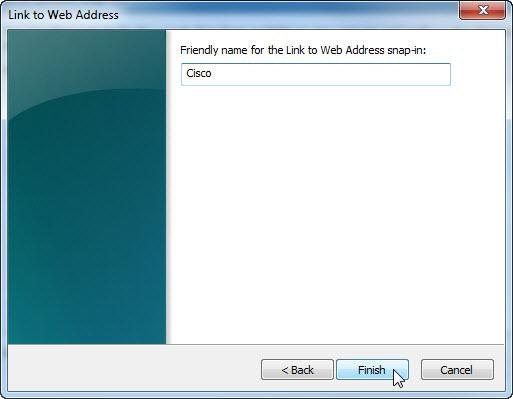 Link to Web Address
Friendly name for the Link to Web Address snap-in:
Cisco
< Back Finish Cancel